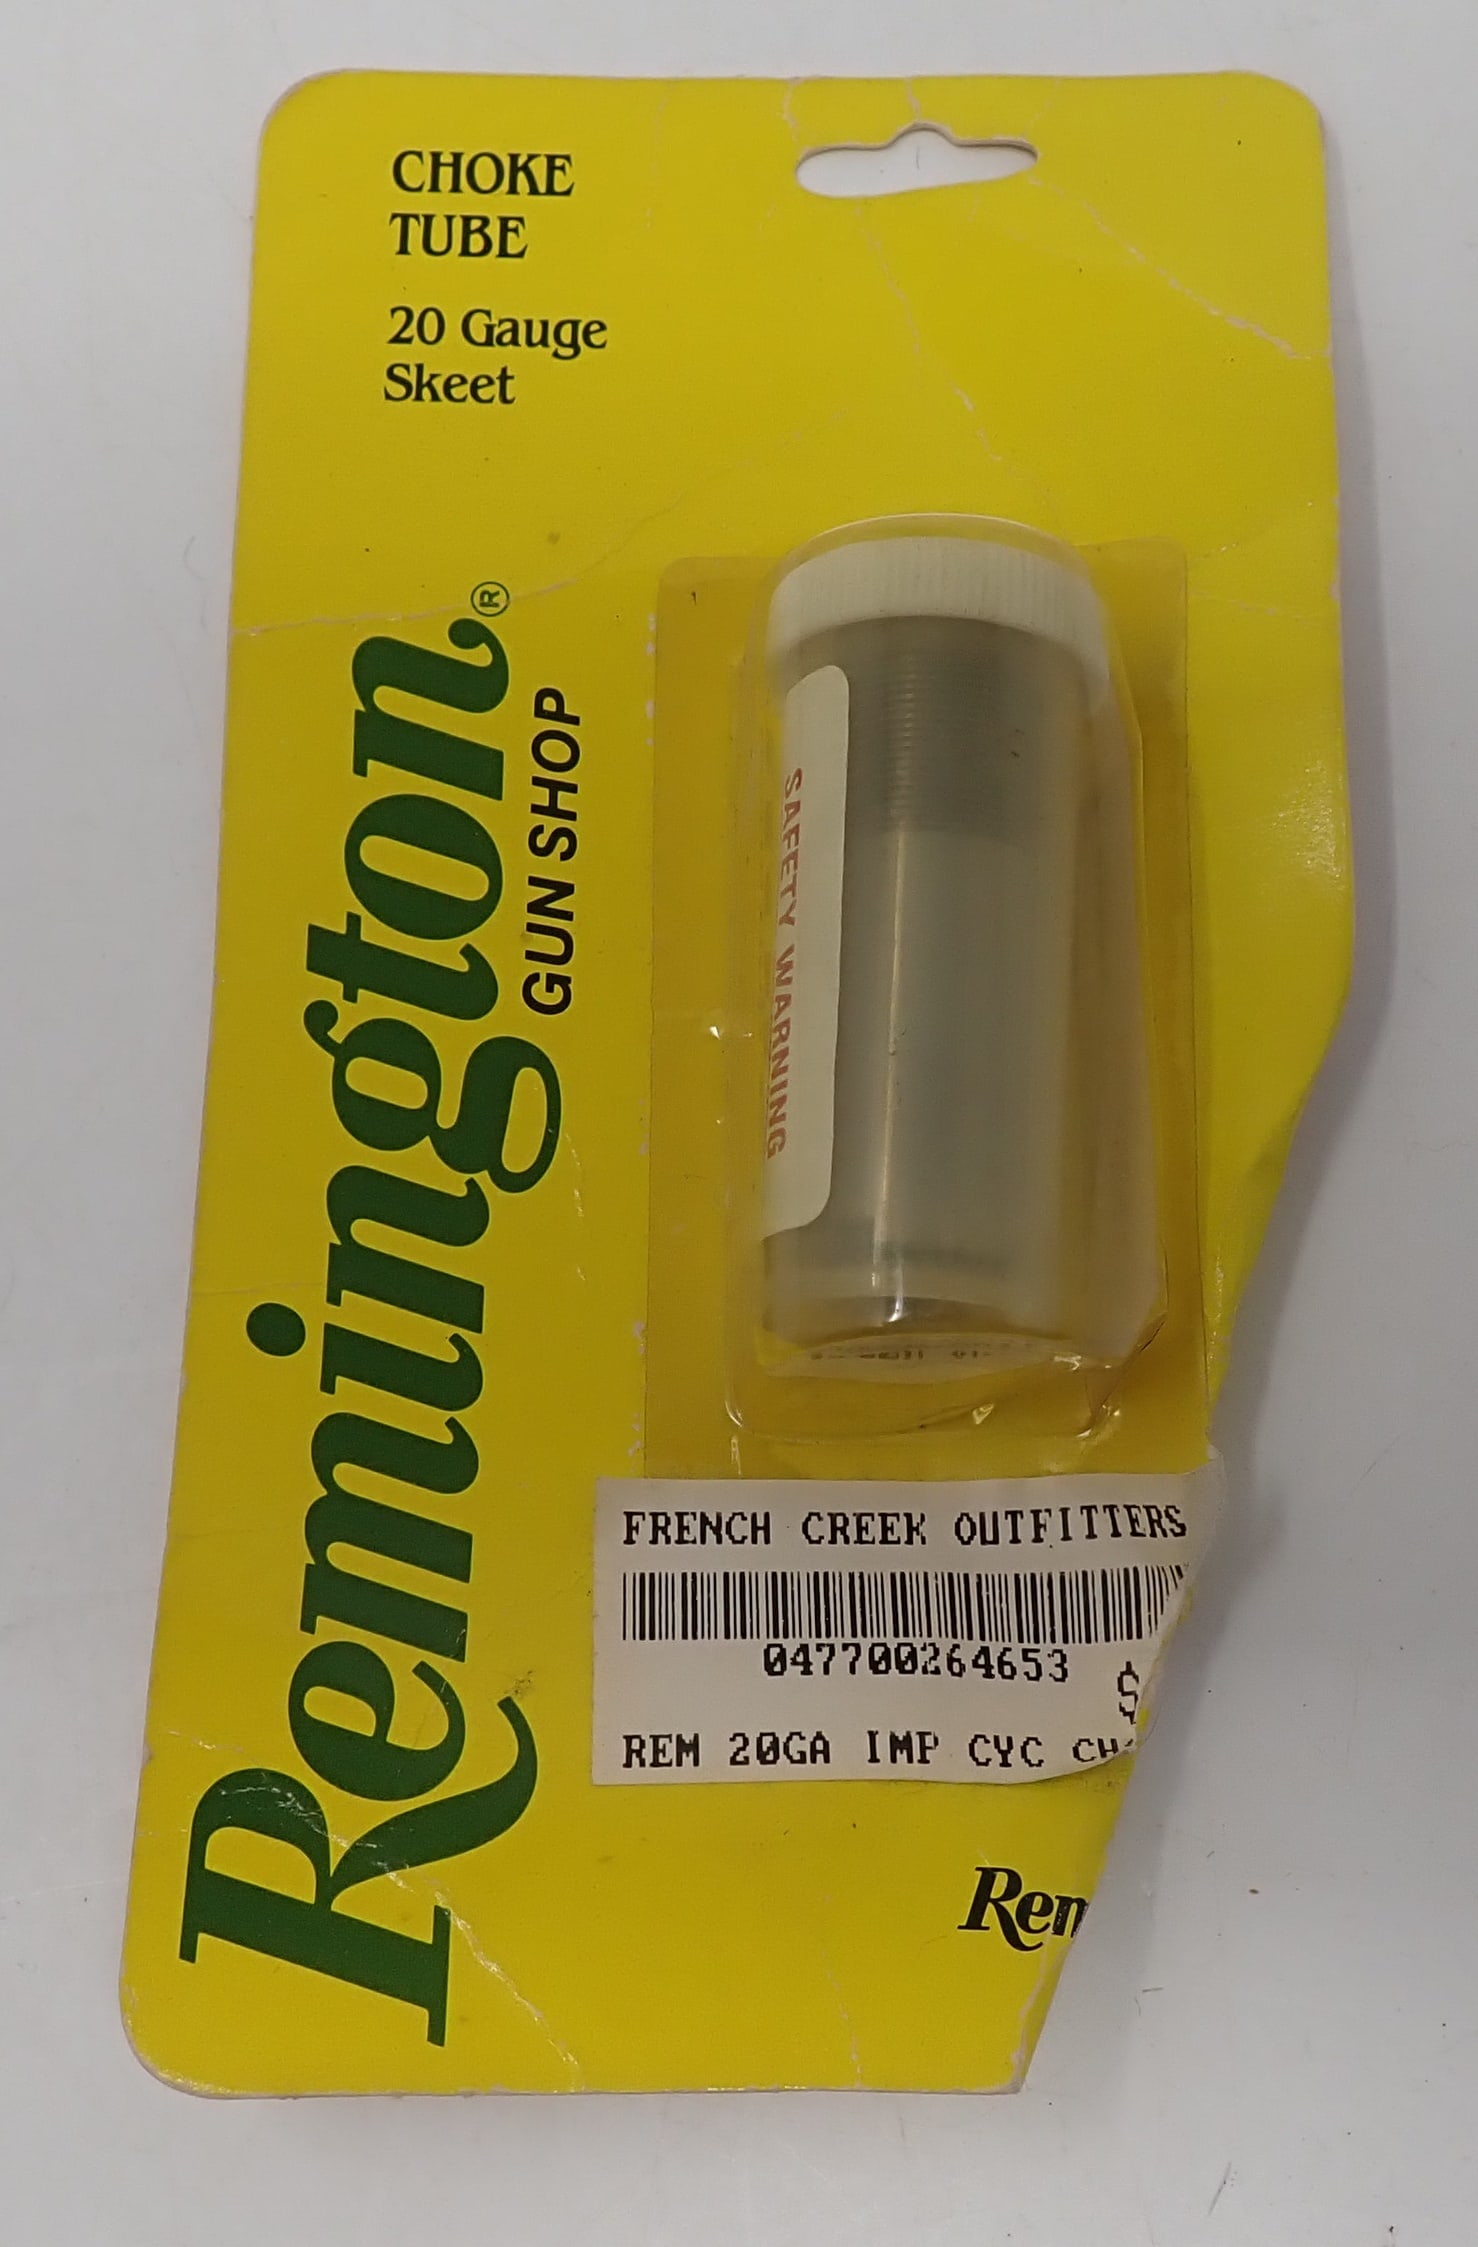 CHOKE
TUBE
20 Gauge
Skeet
Remington®
GUN SHOP
SAFETY WARNING
FRENCH CREEK OUTFITTERS
047700264653 $
REM 20GA IMP CYC CH
Rem